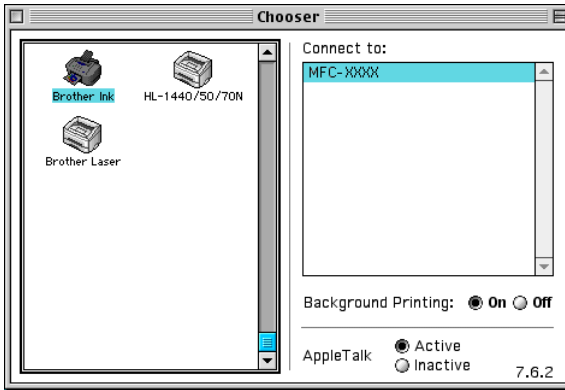 Chooser
Brother Ink
HL-1440/50/70N
Brother Laser
Connect to:
MFC-XXXX
Background Printing: On Off
AppleTalk
Active
Inactive
7.6.2